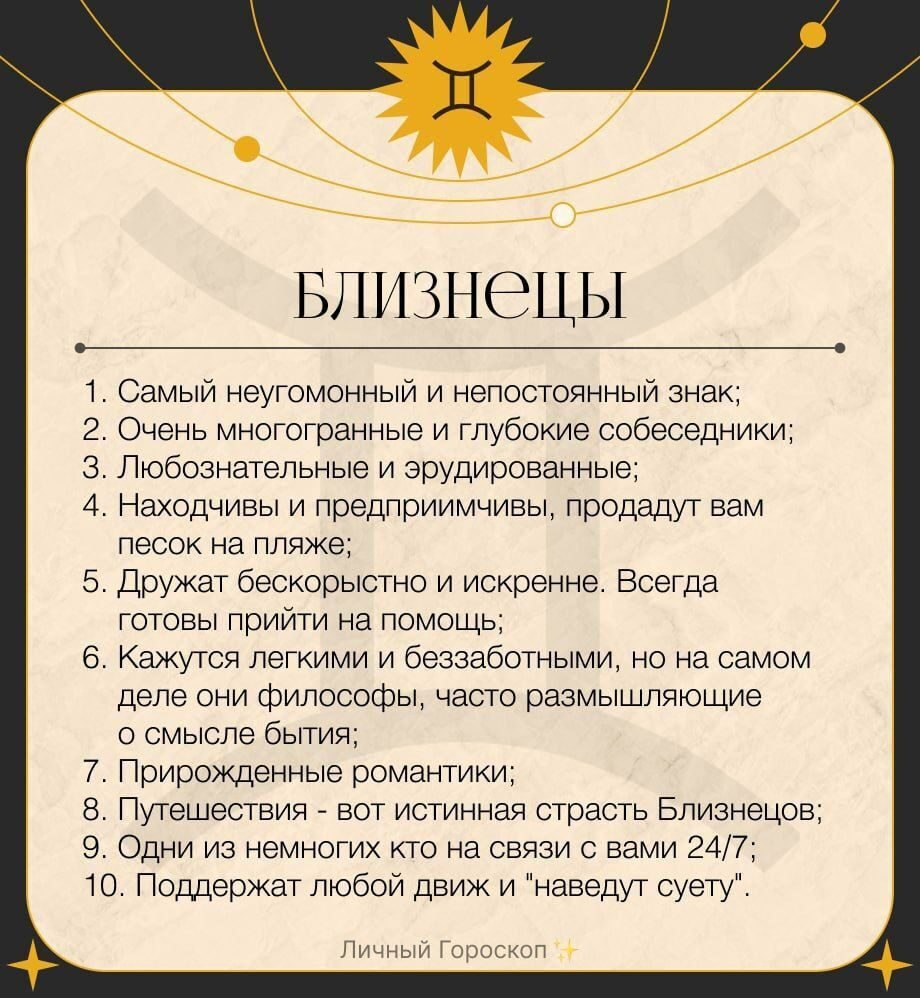 Близнецы
1. Самый неугомонный и непостоянный знак;
2. Очень многогранные и глубокие собеседники;
3. Любознательные и эрудированные;
4. Находчивы и предприимчивы, продадут вам
песок на пляже;
5. Дружат бескорыстно и искренне. Всегда
готовы прийти на помощь;
6. Кажутся легкими и беззаботными, но на самом
деле они философы, часто размышляющие
о смысле бытия;
7. Прирожденные романтики;
8. Путешествия - вот истинная страсть Близнецов;
9. Одни из немногих кто на связи с вами 24/7;
10. Поддержат любой движ и "наведут суету".
Личный Гороскоп ✨